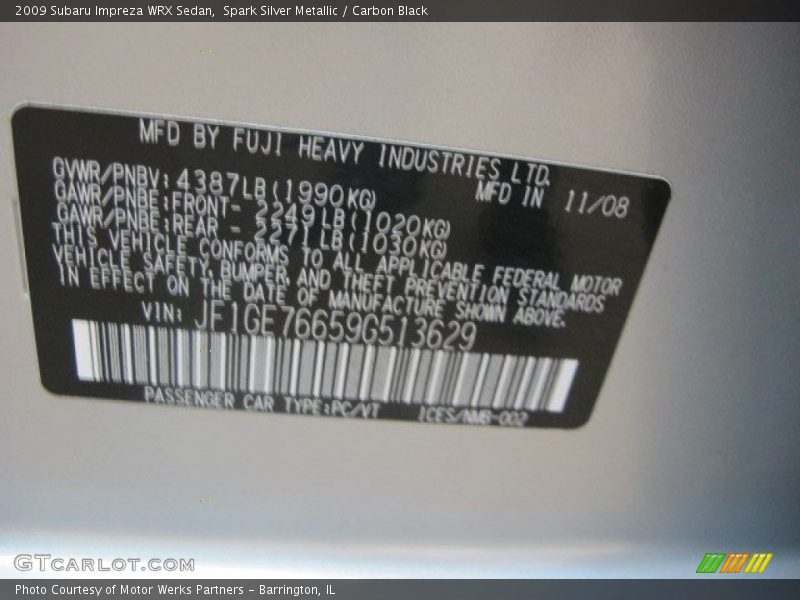 2009 Subaru Impreza WRX Sedan,  Spark Silver Metallic / Carbon Black
MFD BY FUJI HEAVY INDUSTRIES LTD.
MFD IN 11/08
GVWR/PNBV:4387LB(1990KG)
GAWR/PNBE:FRONT- 2249LB(1020KG)
GAWR/PNBE:REAR - 2271LB(1030KG)
THIS VEHICLE CONFORMS TO ALL APPLICABLE FEDERAL MOTOR
VEHICLE SAFETY, BUMPER, AND THEFT PREVENTION STANDARDS
IN EFFECT ON THE DATE OF MANUFACTURE SHOWN ABOVE.
VIN: JF1GE76659G513629
PASSENGER CAR TYPE:PC/VT ICES/NMB-002
GTCARLOT.COM
Photo Courtesy of Motor Werks Partners – Barrington, IL